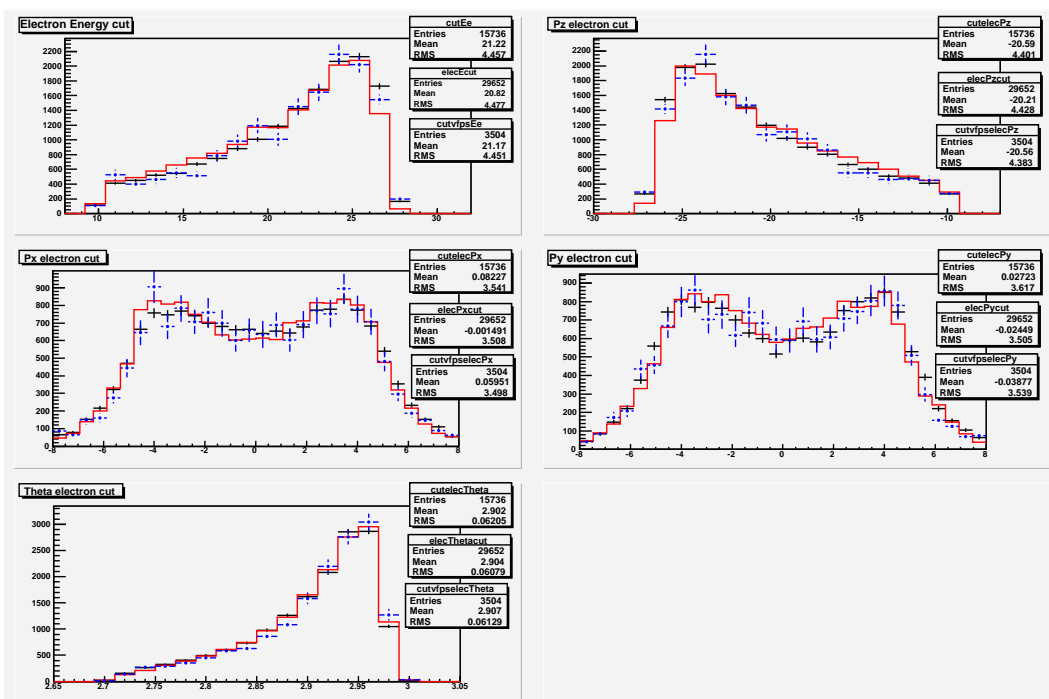 Electron Energy cut
cutEe
Entries 15736
Mean 21.22
RMS 4.457
elecEcut
Entries 29652
Mean 20.82
RMS 4.477
cutvfpsEe
Entries 3504
Mean 21.17
RMS 4.451
2200
2000
1800
1600
1400
1200
1000
800
600
400
200
0
10 15 20 25 30
Pz electron cut
cutelecPz
Entries 15736
Mean -20.59
RMS 4.401
elecPzcut
Entries 29652
Mean -20.21
RMS 4.428
cutvfpselecPz
Entries 3504
Mean -20.56
RMS 4.383
2200
2000
1800
1600
1400
1200
1000
800
600
400
200
0
-30 -25 -20 -15 -10
Px electron cut
cutelecPx
Entries 15736
Mean 0.08227
RMS 3.541
elecPxcut
Entries 29652
Mean -0.001491
RMS 3.508
cutvfpselecPx
Entries 3504
Mean 0.05951
RMS 3.498
900
800
700
600
500
400
300
200
100
0
-8 -6 -4 -2 0 2 4 6 8
Py electron cut
cutelecPy
Entries 15736
Mean 0.02723
RMS 3.617
elecPycut
Entries 29652
Mean -0.02449
RMS 3.505
cutvfpselecPy
Entries 3504
Mean -0.03877
RMS 3.539
900
800
700
600
500
400
300
200
100
0
-8 -6 -4 -2 0 2 4 6 8
Theta electron cut
cutelecTheta
Entries 15736
Mean 2.902
RMS 0.06205
elecThetacut
Entries 29652
Mean 2.904
RMS 0.06079
cutvfpselecTheta
Entries 3504
Mean 2.907
RMS 0.06129
3000
2500
2000
1500
1000
500
0
2.65 2.7 2.75 2.8 2.85 2.9 2.95 3 3.05